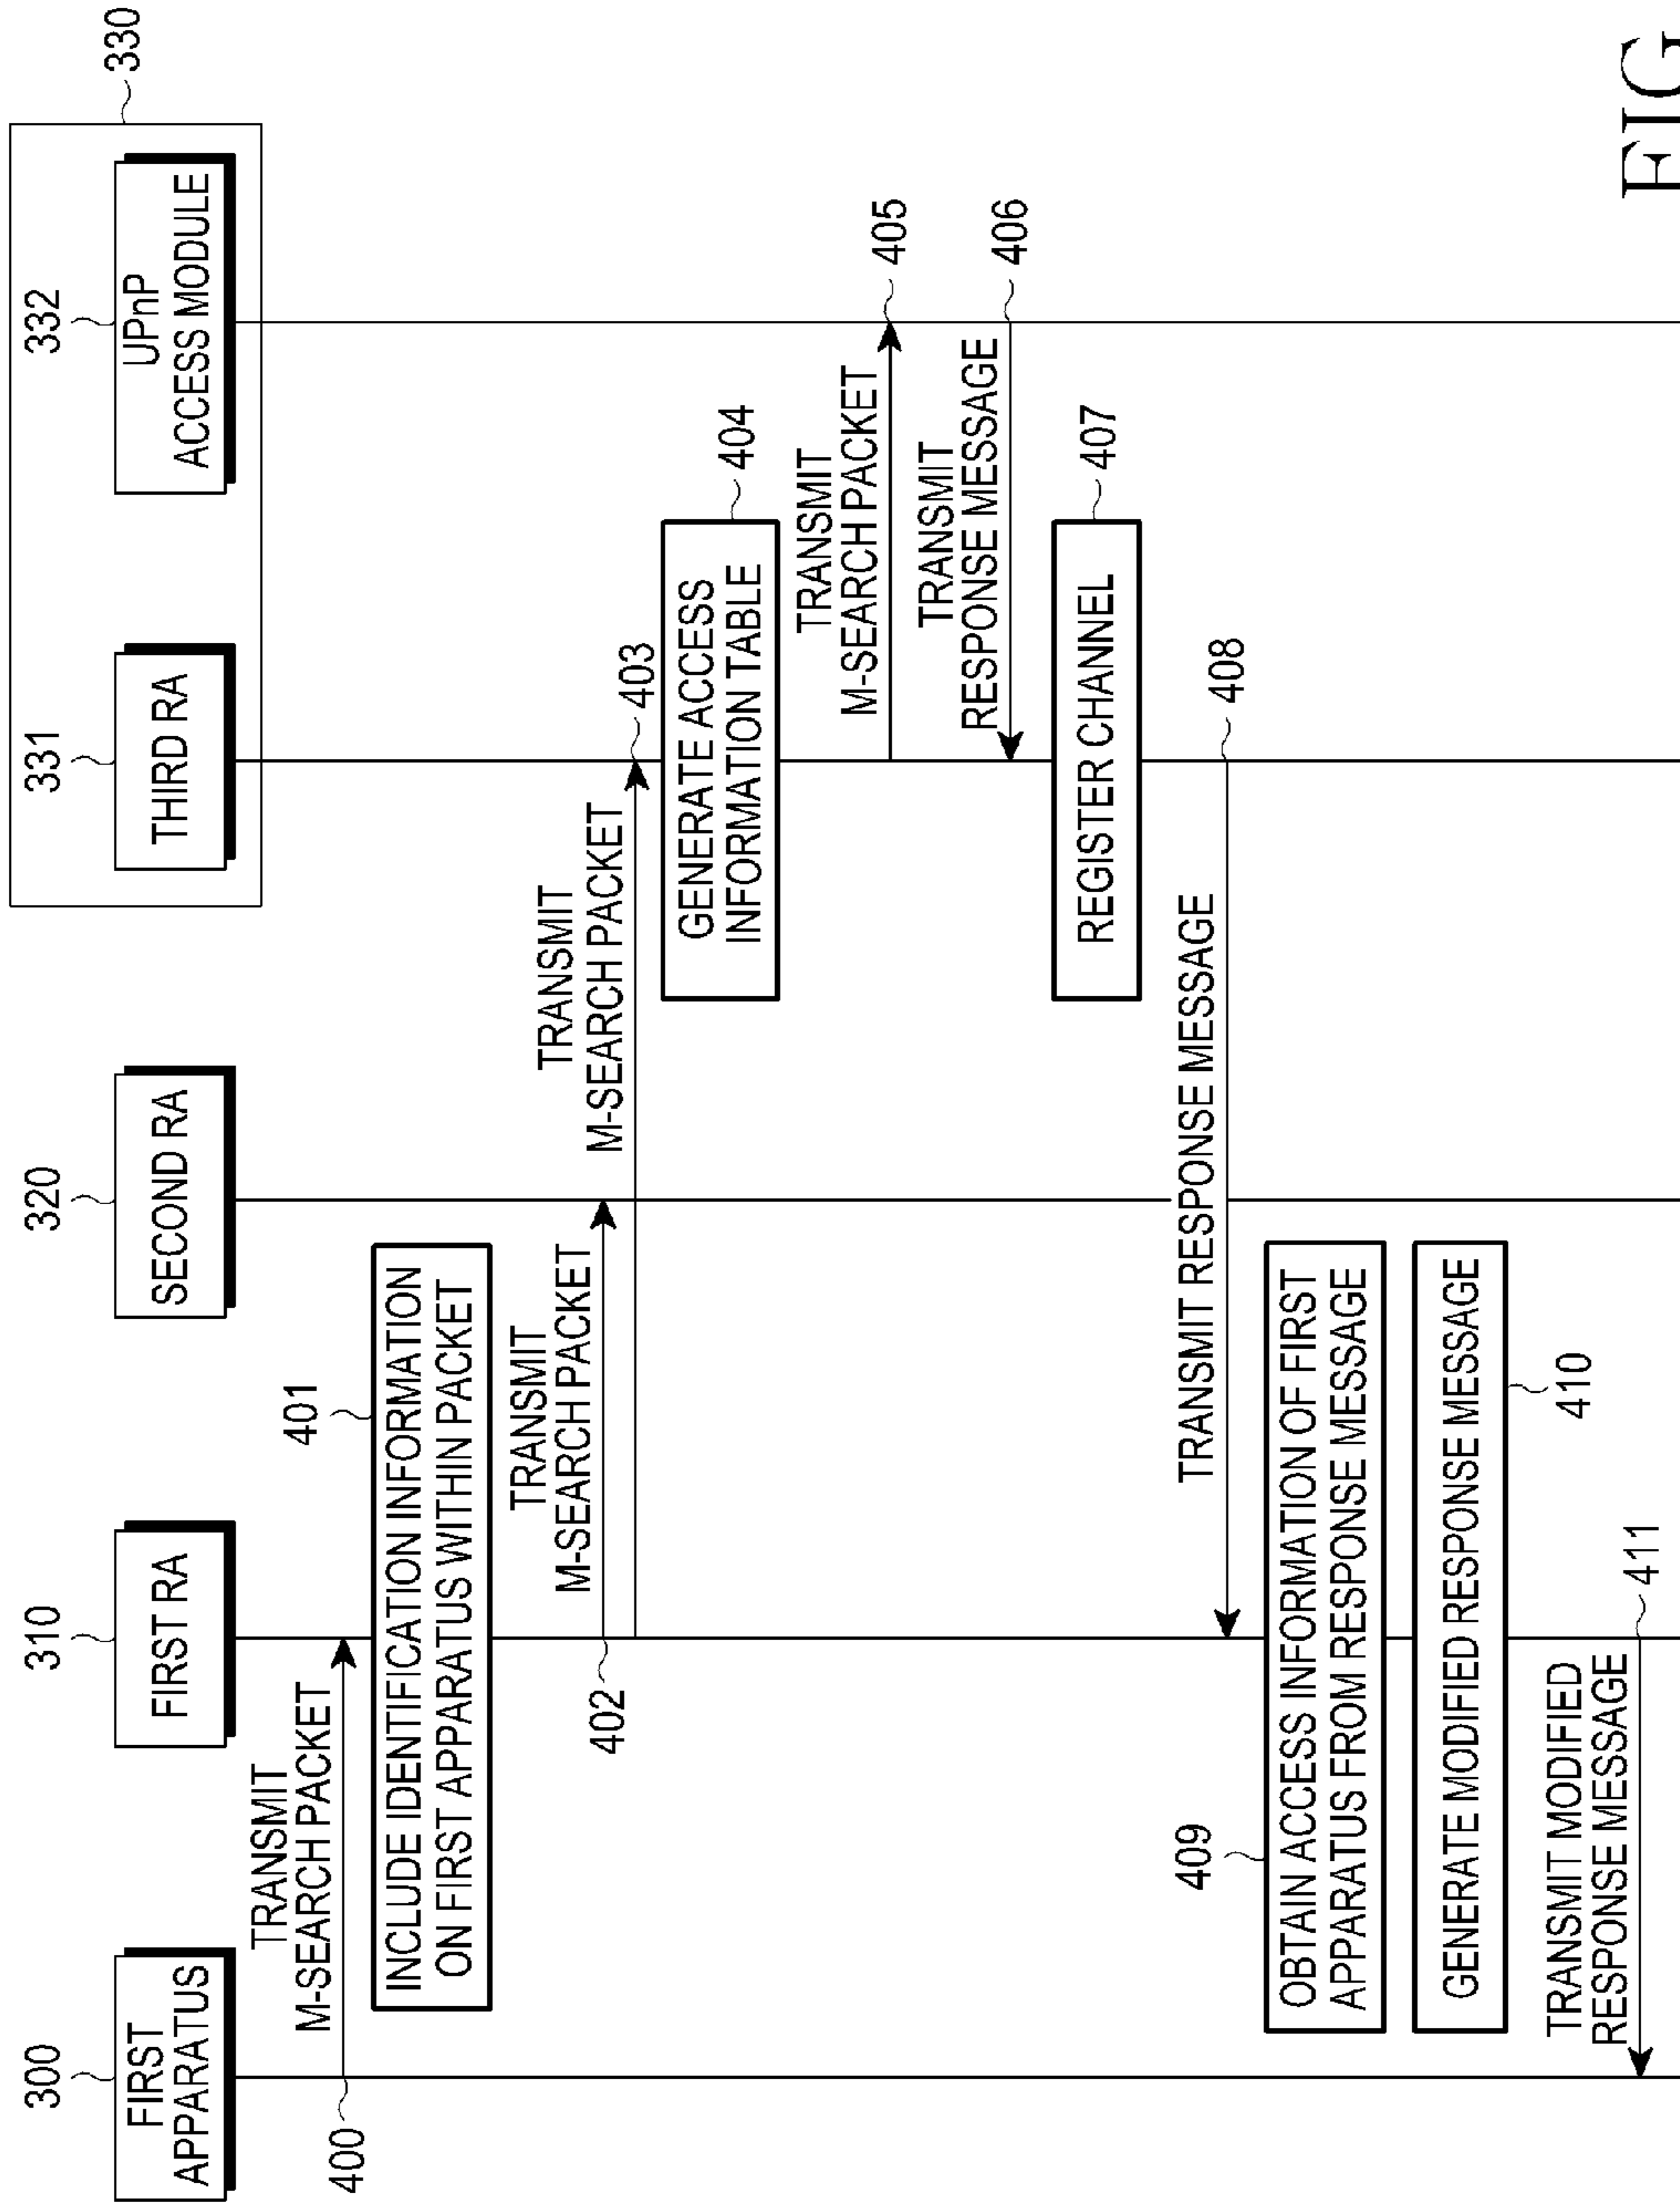 330
300
310
320
331
332
FIRST
APPARATUS
FIRST RA
SECOND RA
THIRD RA
UPnP
ACCESS MODULE
TRANSMIT
M-SEARCH PACKET
400
401
INCLUDE IDENTIFICATION INFORMATION
ON FIRST APPARATUS WITHIN PACKET
TRANSMIT
M-SEARCH PACKET
402
TRANSMIT
M-SEARCH PACKET
403
404
GENERATE ACCESS
INFORMATION TABLE
TRANSMIT
M-SEARCH PACKET
405
TRANSMIT
RESPONSE MESSAGE
406
407
REGISTER CHANNEL
TRANSMIT RESPONSE MESSAGE
408
409
OBTAIN ACCESS INFORMATION OF FIRST
APPARATUS FROM RESPONSE MESSAGE
GENERATE MODIFIED RESPONSE MESSAGE
410
TRANSMIT MODIFIED
RESPONSE MESSAGE
411
FIG